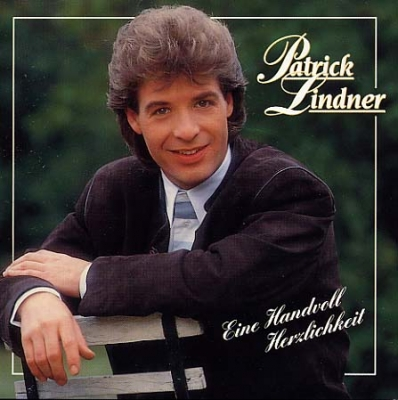 Patrick
Lindner
Eine Handvoll
Herzlichkeit